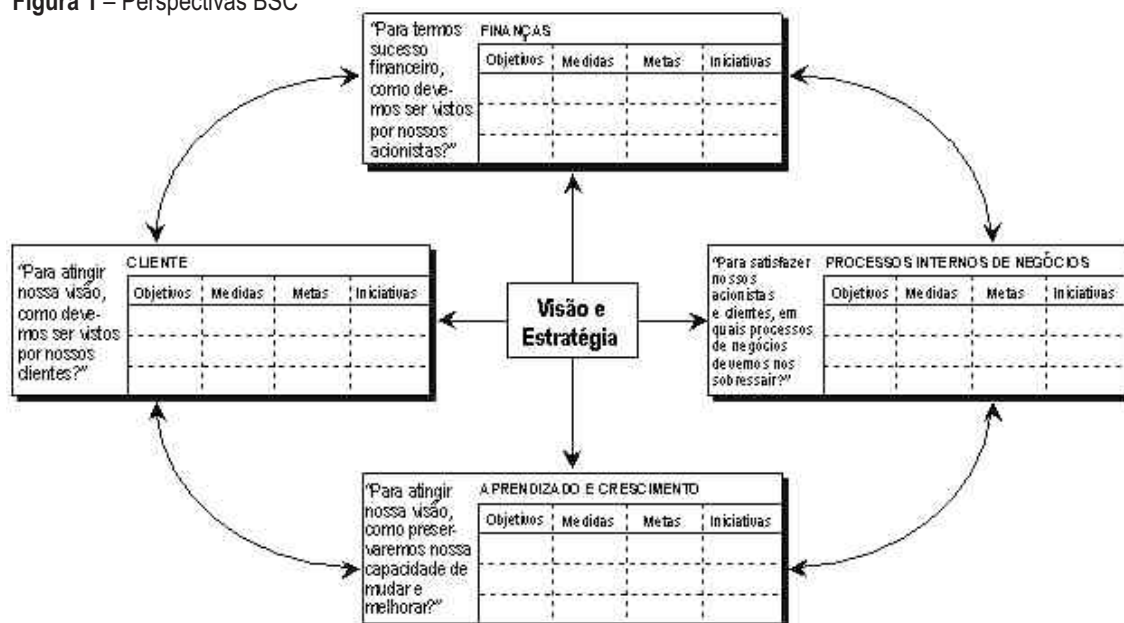 Figura 1 – Perspectivas BSC
"Para termos
sucesso
financeiro,
como deve-
mos ser vistos
por nossos
acionistas?"
FINANÇAS
Objetivos Medidas Metas Iniciativas
"Para atingir
nossa visão,
como deve-
mos ser vistos
por nossos
clientes?"
CLIENTE
Objetivos Medidas Metas Iniciativas
Visão e
Estratégia
"Para satisfazer
nossos
acionistas
e clientes, em
quais processos
de negócios
devemos nos
sobressair?"
PROCESSOS INTERNOS DE NEGÓCIOS
Objetivos Medidas Metas Iniciativas
"Para atingir
nossa visão,
como preser-
varemos nossa
capacidade de
mudar e
melhorar?"
APRENDIZADO E CRESCIMENTO
Objetivos Medidas Metas Iniciativas